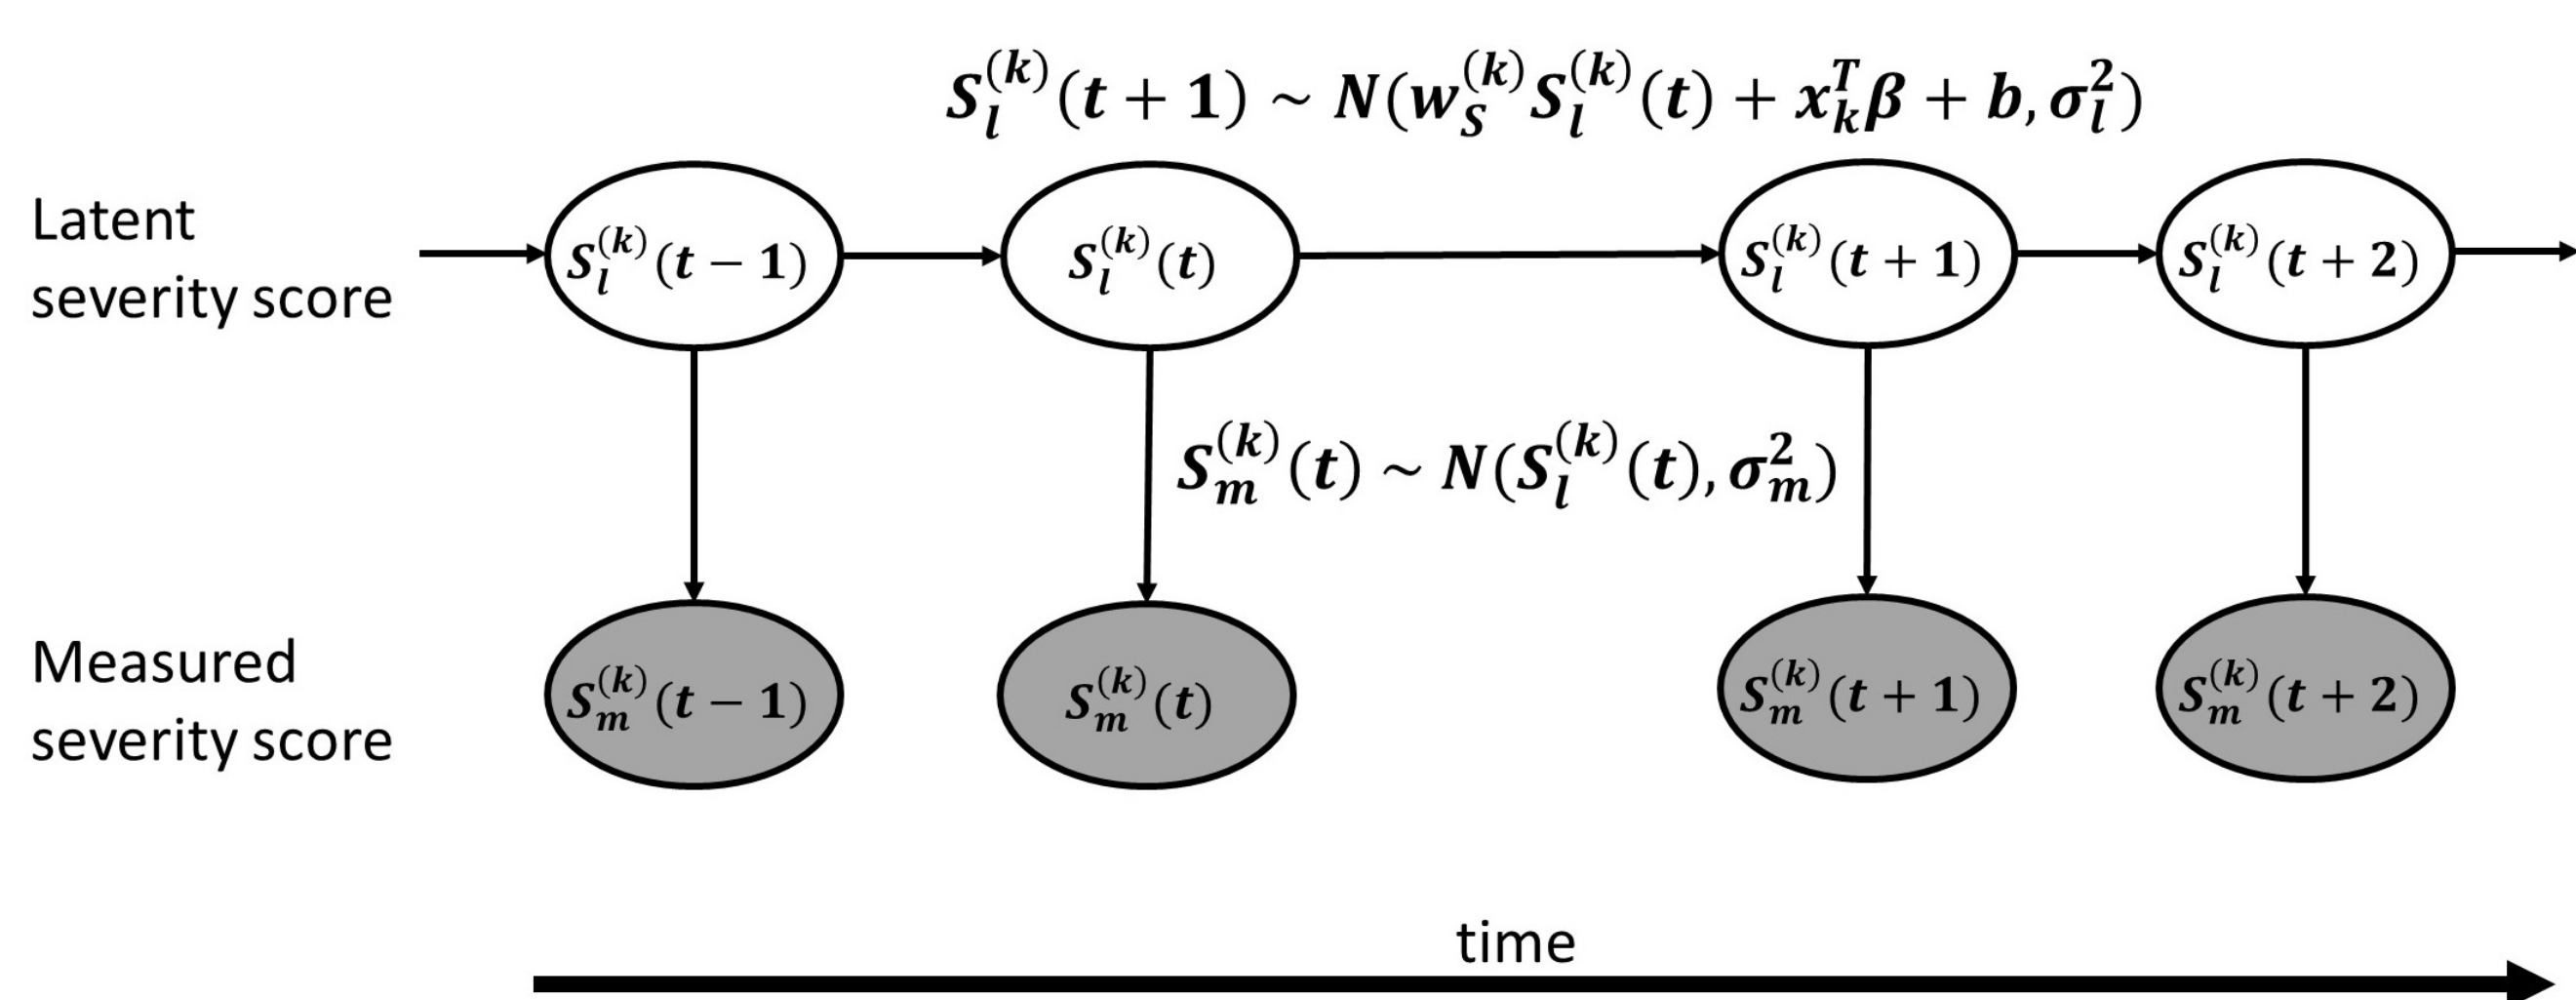 S_l^(k)(t + 1) ~ N(w_S^(k) S_l^(k)(t) + x_k^T β + b, σ_l^2)
Latent
severity score
S_l^(k)(t − 1)
S_l^(k)(t)
S_l^(k)(t + 1)
S_l^(k)(t + 2)
S_m^(k)(t) ~ N(S_l^(k)(t), σ_m^2)
Measured
severity score
S_m^(k)(t − 1)
S_m^(k)(t)
S_m^(k)(t + 1)
S_m^(k)(t + 2)
time